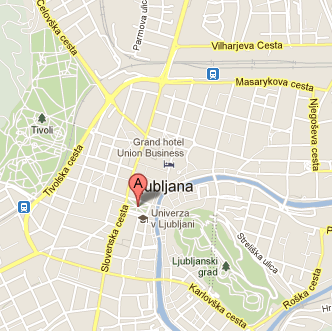 Celovška cesta
Parmova ulica
Vilharjeva Cesta
Masarykova cesta
Njegoševa cesta
Tivoli
Grand hotel
Union Business
Tivolska cesta
A
ubljana
Univerza
v Ljubljani
Slovenska cesta
Streliška ulica
Ljubljanski
grad
Karlovška cesta
Roška cesta
R